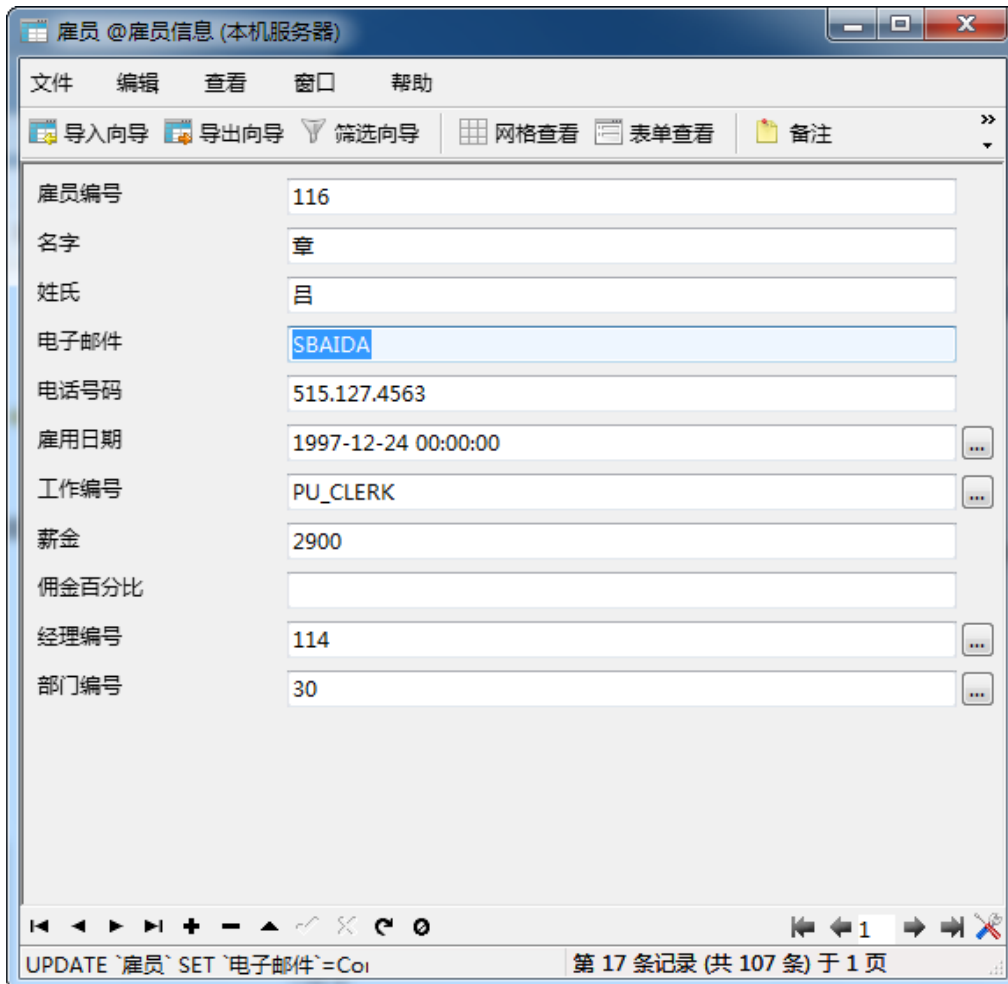 雇员 @雇员信息 (本机服务器)
文件 编辑 查看 窗口 帮助
导入向导 导出向导 筛选向导 网格查看 表单查看 备注
雇员编号 116
名字 章
姓氏 吕
电子邮件 SBAIDA
电话号码 515.127.4563
雇用日期 1997-12-24 00:00:00 ...
工作编号 PU_CLERK ...
薪金 2900
佣金百分比
经理编号 114 ...
部门编号 30 ...
1
UPDATE `雇员` SET `电子邮件`=Co 第 17 条记录 (共 107 条) 于 1 页